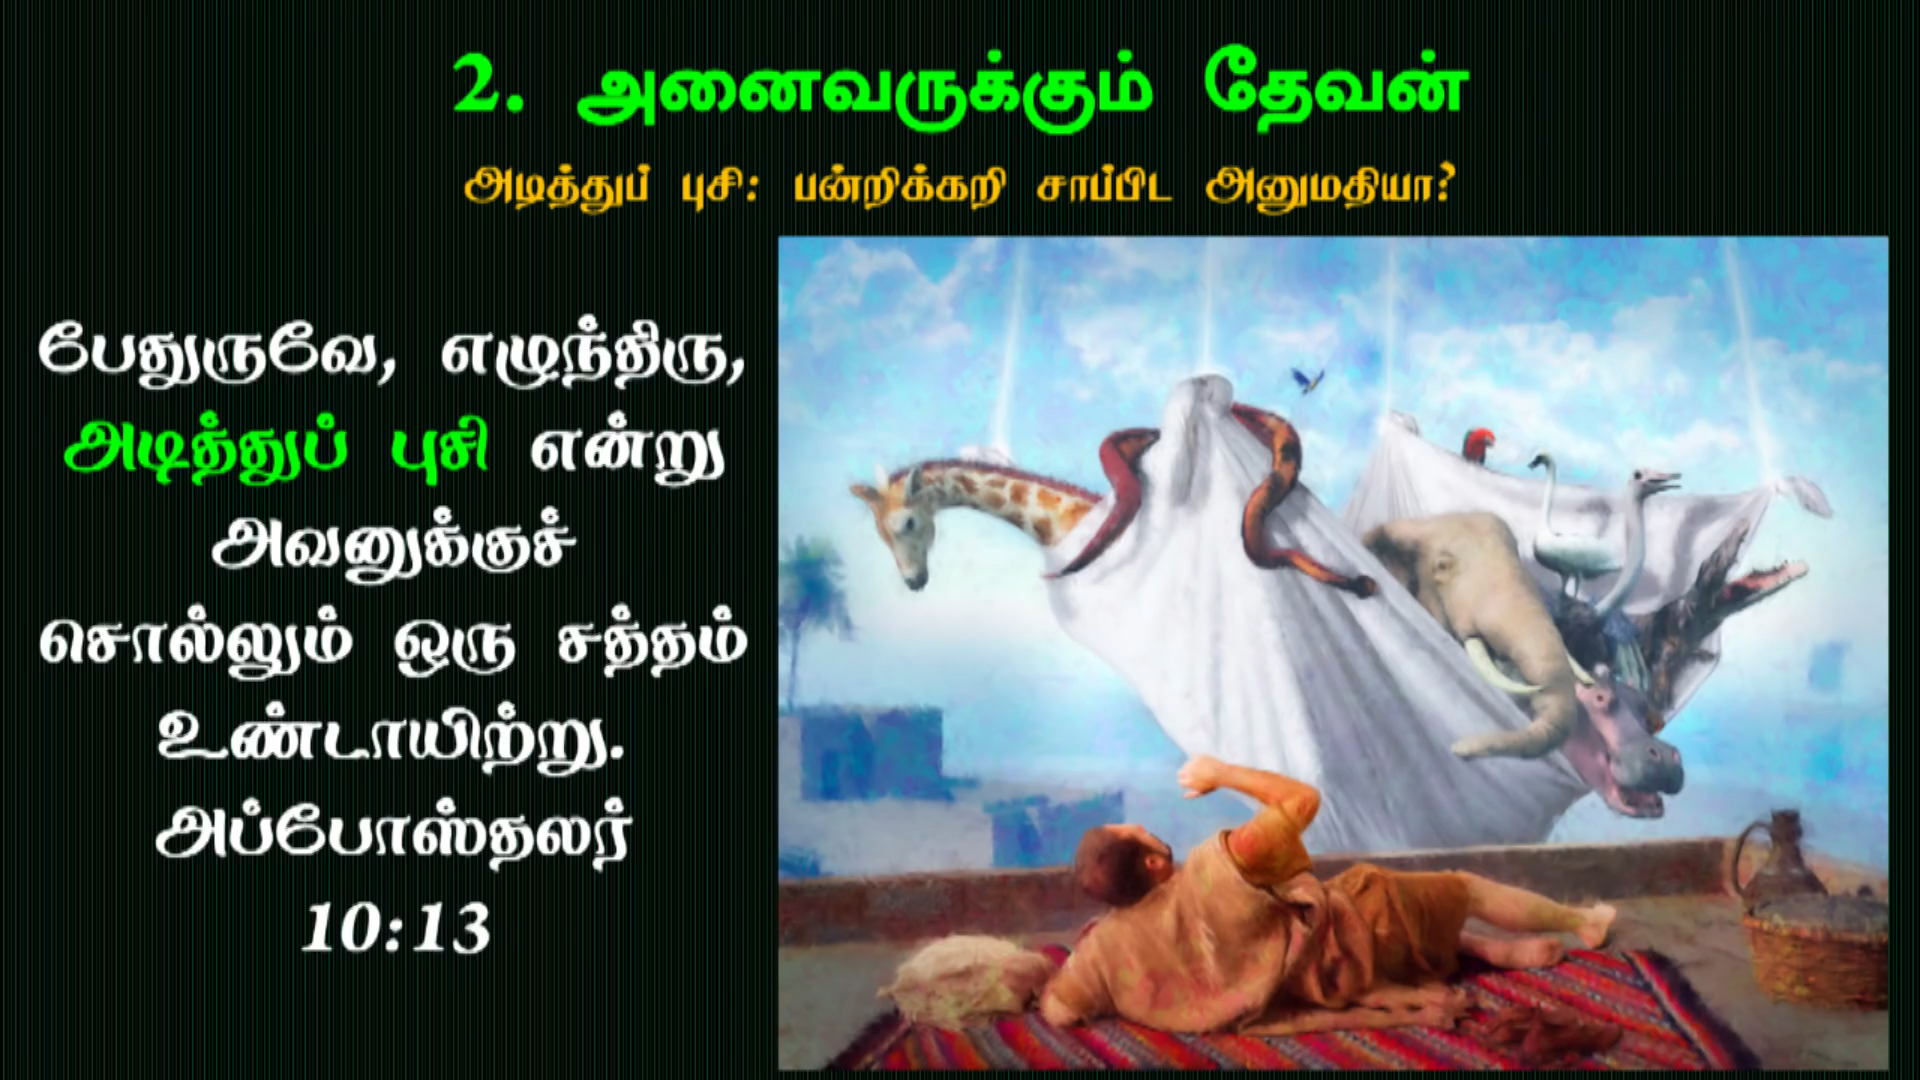 2. அனைவருக்கும் தேவன்
அடித்துப் புசி: பன்றிக்கறி சாப்பிட அனுமதியா?
பேதுருவே, எழுந்திரு,
அடித்துப் புசி என்று
அவனுக்குச்
சொல்லும் ஒரு சத்தம்
உண்டாயிற்று.
அப்போஸ்தலர்
10:13